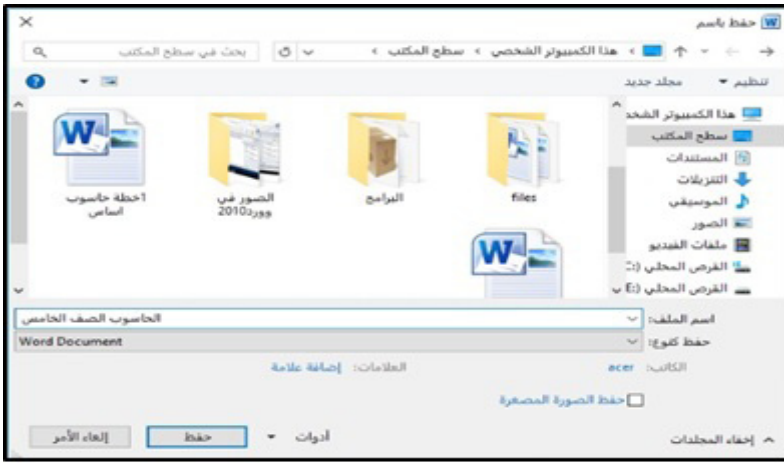 حفظ باسم
هذا الكمبيوتر الشخصي › سطح المكتب
بحث في سطح المكتب
تنظيم
مجلد جديد
هذا الكمبيوتر الشخص
سطح المكتب
المستندات
التنزيلات
الموسيقى
الصور
ملفات الفيديو
القرص المحلي (:C
القرص المحلي (:E
files
البرامج
الصور في
وورد2010
1خطة حاسوب
اساس
اسم الملف:
الحاسوب الصف الخامس
حفظ كنوع:
Word Document
الكاتب: acer
العلامات: إضافة علامة
حفظ الصورة المصغرة
إخفاء المجلدات
أدوات
حفظ
إلغاء الأمر